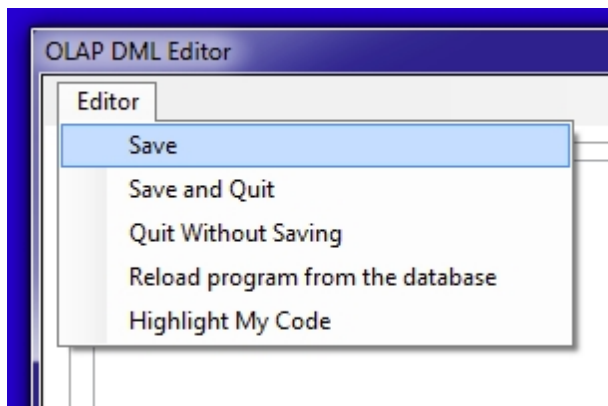 OLAP DML Editor
Editor
Save
Save and Quit
Quit Without Saving
Reload program from the database
Highlight My Code